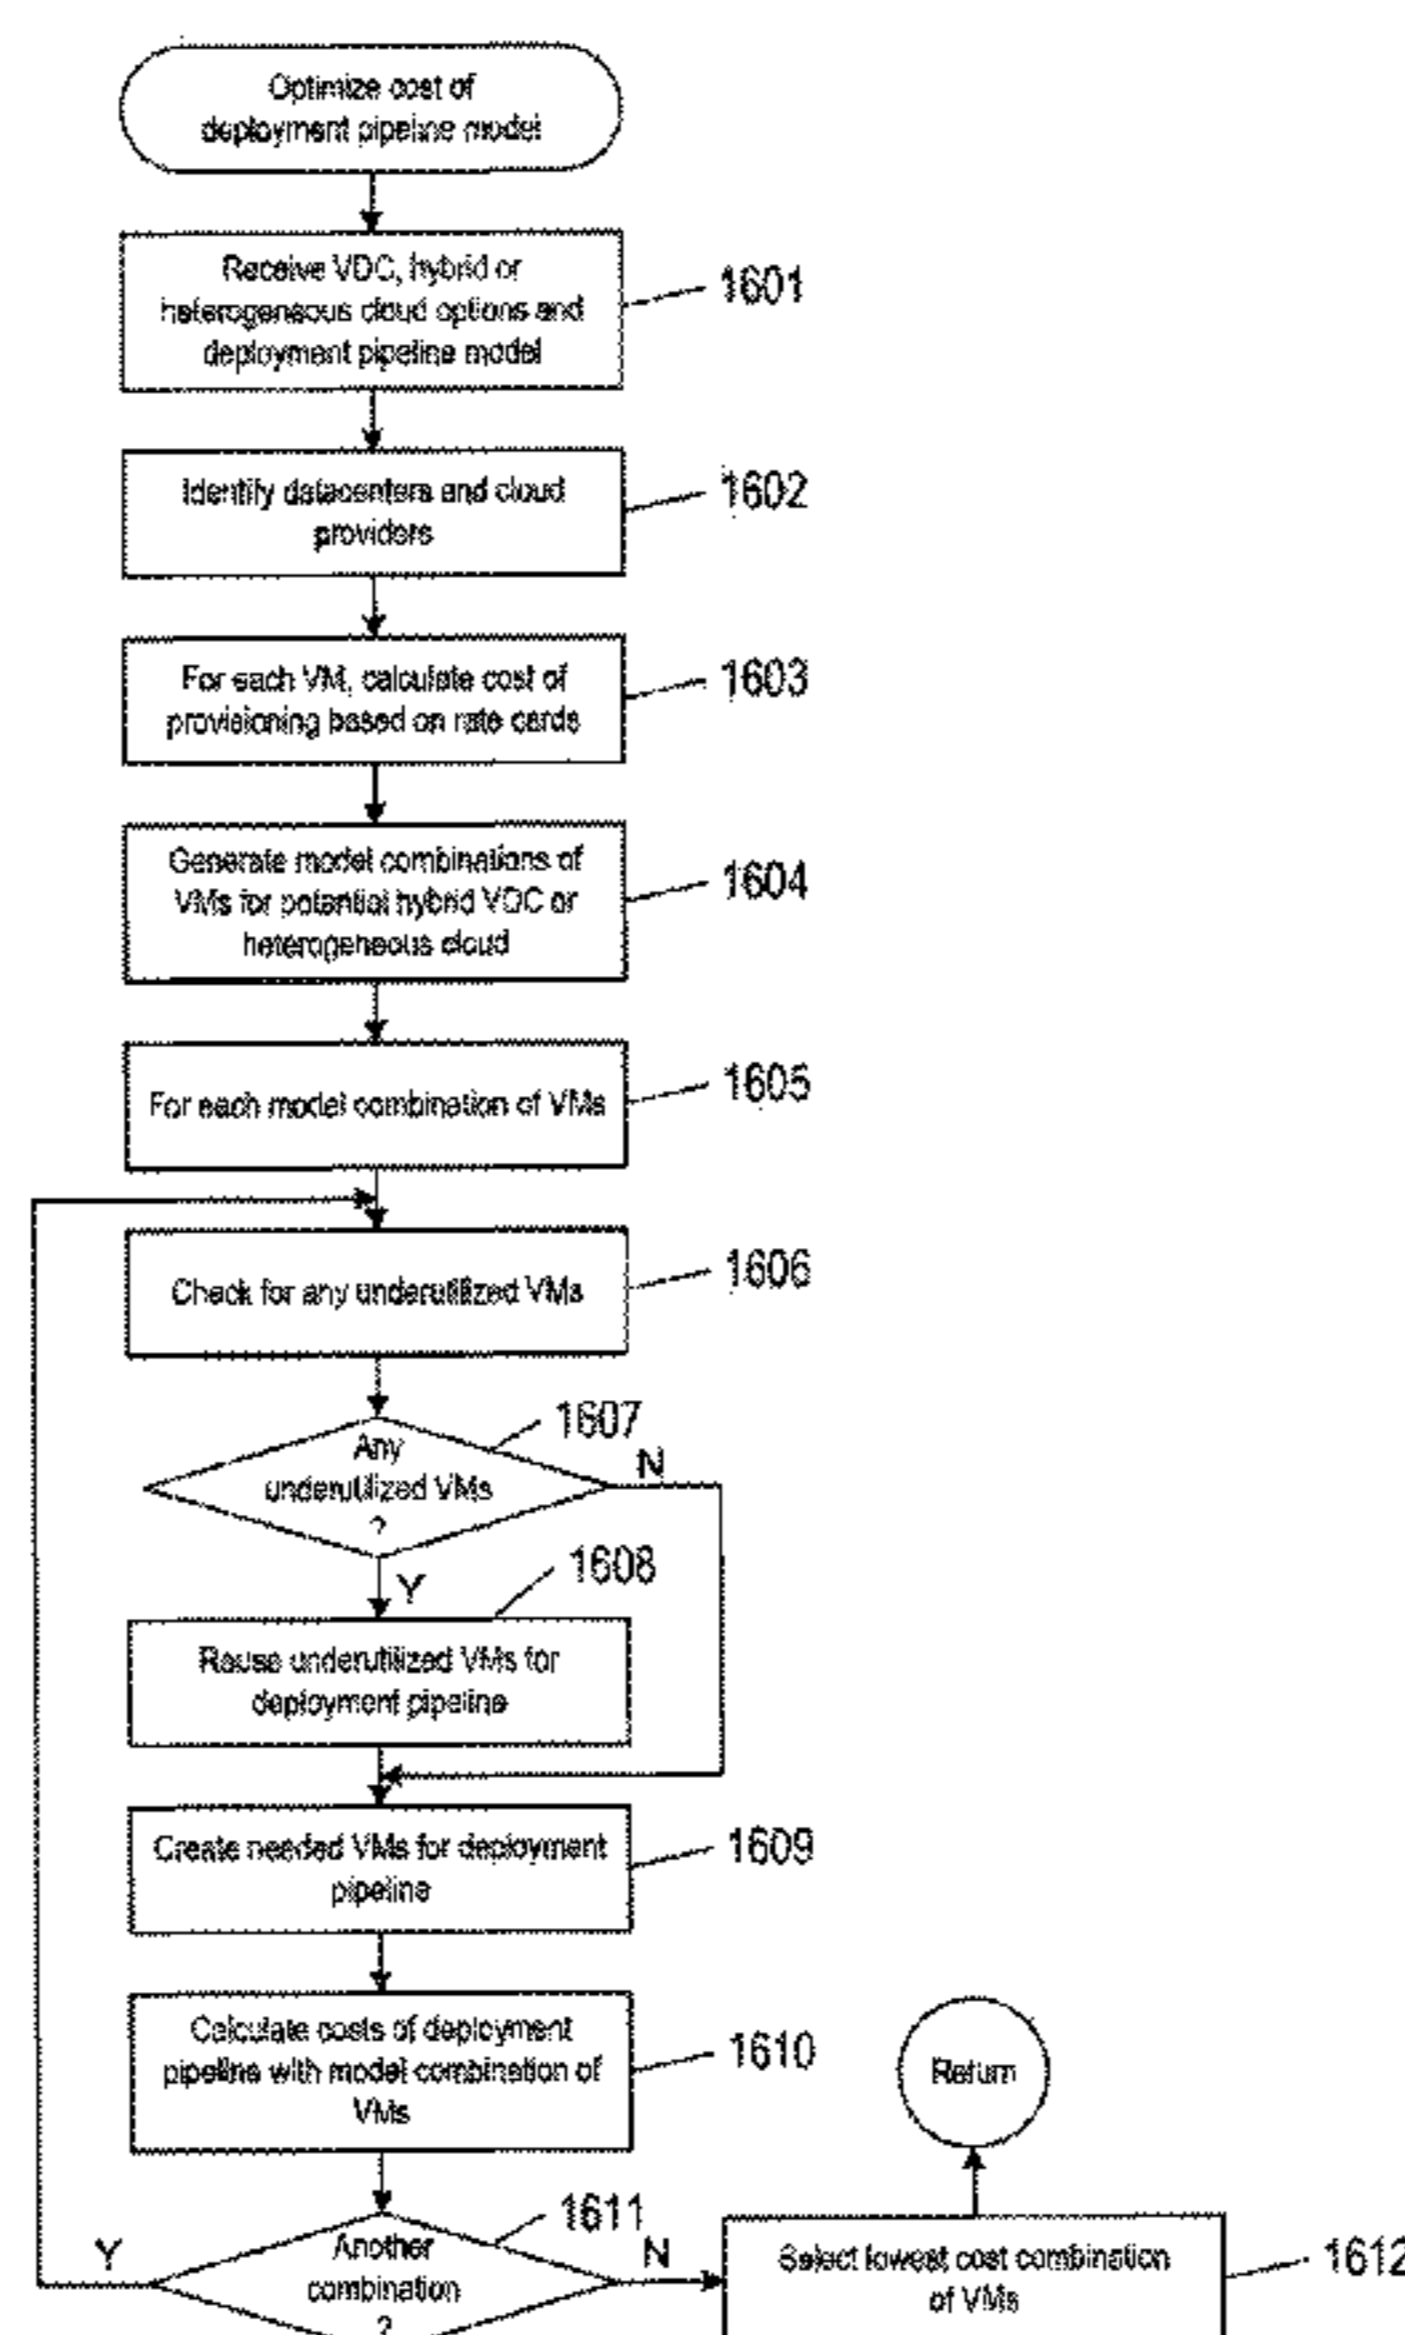 Optimize cost of
deployment pipeline model
Receive VDC, hybrid or
heterogeneous cloud options and
deployment pipeline model
1601
Identify datacenters and cloud
providers
1602
For each VM, calculate cost of
provisioning based on rate cards
1603
Generate model combinations of
VMs for potential hybrid VDC or
heterogeneous cloud
1604
For each model combination of VMs
1605
Check for any underutilized VMs
1606
1607
Any
underutilized VMs
?
N
Y
1608
Reuse underutilized VMs for
deployment pipeline
Create needed VMs for deployment
pipeline
1609
Calculate costs of deployment
pipeline with model combination of
VMs
1610
Return
1611
Another
combination
?
Y
N
Select lowest cost combination
of VMs
1612